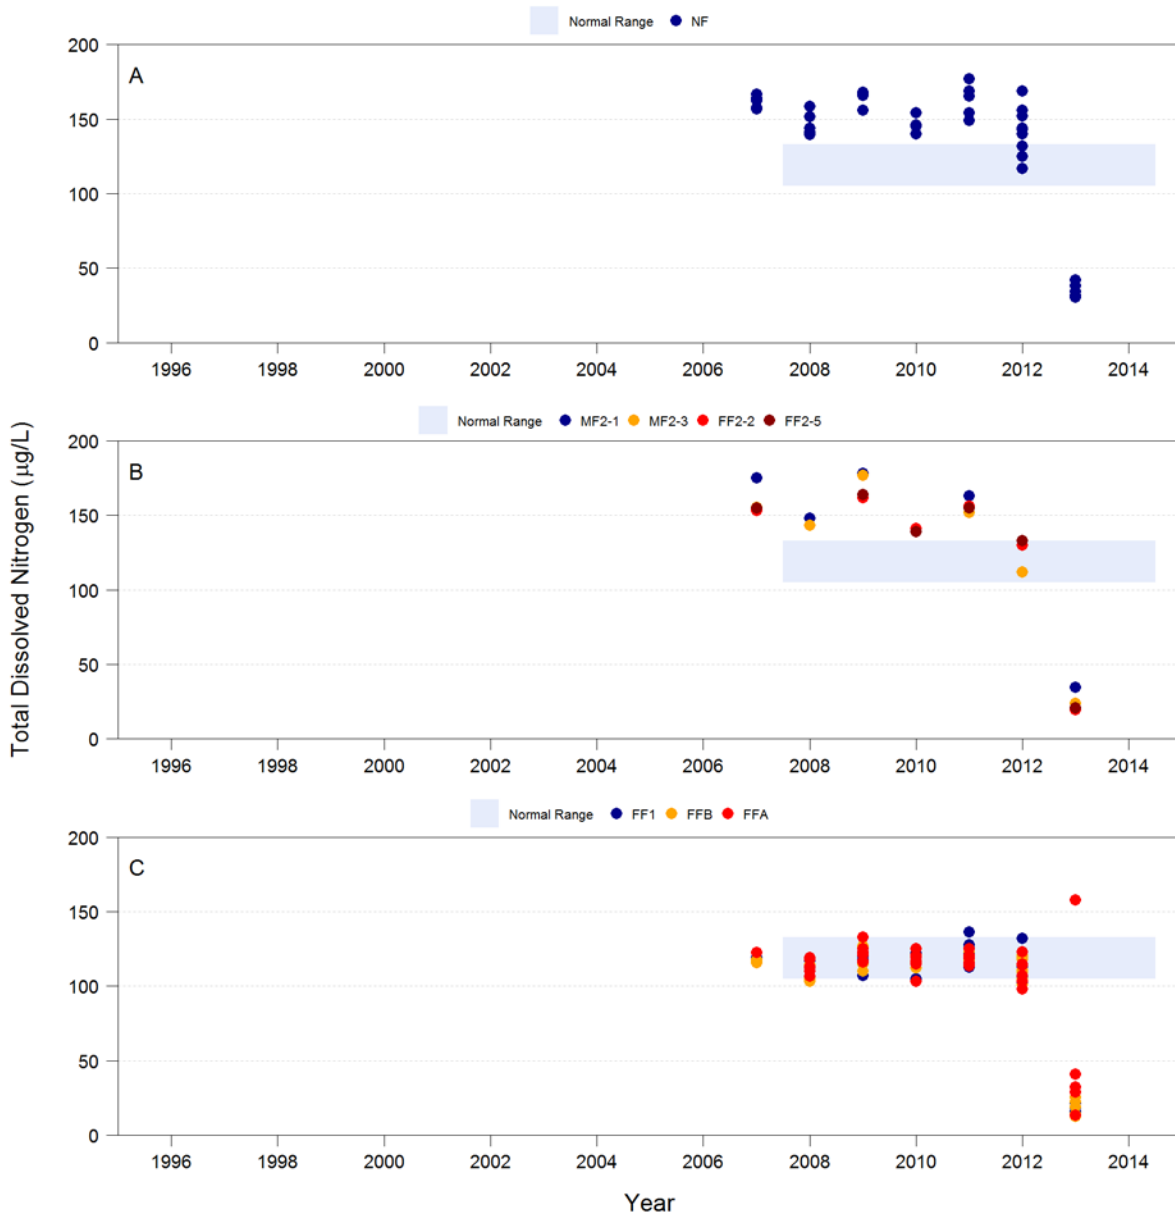 Normal Range NF
A
200
150
100
50
0
1996 1998 2000 2002 2004 2006 2008 2010 2012 2014
Normal Range MF2-1 MF2-3 FF2-2 FF2-5
B
200
150
100
50
0
1996 1998 2000 2002 2004 2006 2008 2010 2012 2014
Total Dissolved Nitrogen (µg/L)
Normal Range FF1 FFB FFA
C
200
150
100
50
0
1996 1998 2000 2002 2004 2006 2008 2010 2012 2014
Year